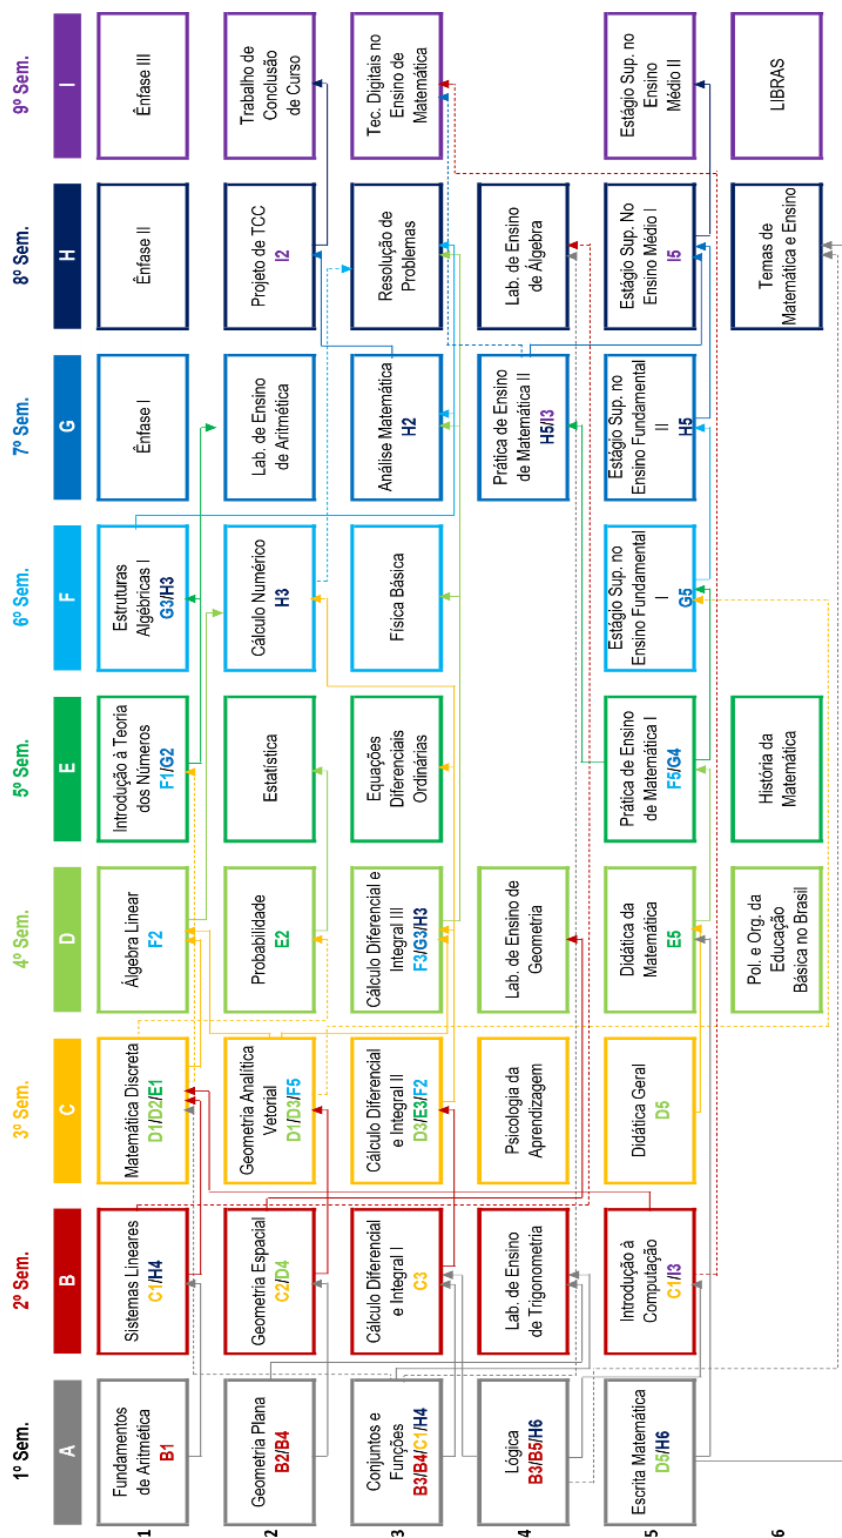 1º Sem.
2º Sem.
3º Sem.
4º Sem.
5º Sem.
6º Sem.
7º Sem.
8º Sem.
9º Sem.
A
B
C
D
E
F
G
H
I
1
Fundamentos
de Aritmética
B1
Sistemas Lineares
C1/H4
Matemática Discreta
D1/D2/E1
Álgebra Linear
F2
Introdução à Teoria
dos Números
F1/G2
Estruturas
Algébricas I
G3/H3
Ênfase I
Ênfase II
Ênfase III
2
Geometria Plana
B2/B4
Geometria Espacial
C2/D4
Geometria Analítica
Vetorial
D1/D3/F5
Probabilidade
E2
Estatística
Cálculo Numérico
H3
Lab. de Ensino
de Aritmética
Projeto de TCC
I2
Trabalho de
Conclusão
de Curso
3
Conjuntos e
Funções
B3/B4/C1/H4
Cálculo Diferencial
e Integral I
C3
Cálculo Diferencial
e Integral II
D3/E3/F2
Cálculo Diferencial e
Integral III
F3/G3/H3
Equações
Diferenciais
Ordinárias
Física Básica
Análise Matemática
H2
Resolução de
Problemas
Tec. Digitais no
Ensino de
Matemática
4
Lógica
B3/B5/H6
Lab. de Ensino
de Trigonometria
Psicologia da
Aprendizagem
Lab. de Ensino de
Geometria
Prática de Ensino
de Matemática II
H5/I3
Lab. de Ensino
de Álgebra
5
Escrita Matemática
D5/H6
Introdução à
Computação
C1/I3
Didática Geral
D5
Didática da
Matemática
E5
Prática de Ensino
de Matemática I
F5/G4
Estágio Sup. no
Ensino Fundamental
I
G5
Estágio Sup. no
Ensino Fundamental
II
H5
Estágio Sup. No
Ensino Médio I
I5
Estágio Sup. no
Ensino
Médio II
6
Pol. e Org. da
Educação
Básica no Brasil
História da
Matemática
Temas de
Matemática e Ensino
LIBRAS